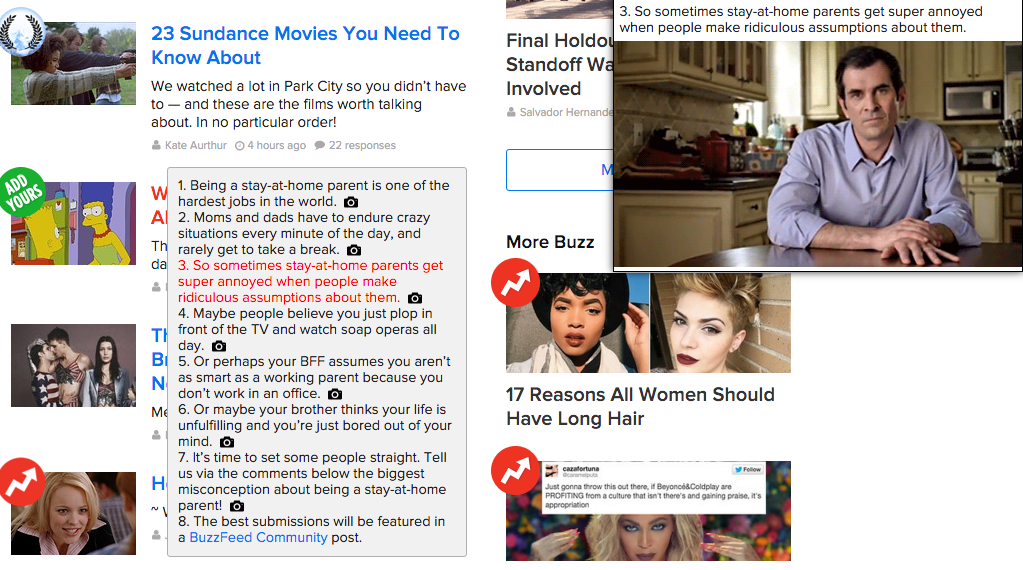 23 Sundance Movies You Need To
Know About
We watched a lot in Park City so you didn't have
to — and these are the films worth talking
about. In no particular order!
Kate Aurthur 4 hours ago 22 responses
ADD
YOURS
W
Al
Th
da
1. Being a stay-at-home parent is one of the
hardest jobs in the world.
2. Moms and dads have to endure crazy
situations every minute of the day, and
rarely get to take a break.
3. So sometimes stay-at-home parents get
super annoyed when people make
ridiculous assumptions about them.
4. Maybe people believe you just plop in
front of the TV and watch soap operas all
day.
5. Or perhaps your BFF assumes you aren't
as smart as a working parent because you
don't work in an office.
6. Or maybe your brother thinks your life is
unfulfilling and you're just bored out of your
mind.
7. It's time to set some people straight. Tell
us via the comments below the biggest
misconception about being a stay-at-home
parent!
8. The best submissions will be featured in
a BuzzFeed Community post.
Th
Br
Ne
Me
He
~ W
Final Holdou
Standoff Wa
Involved
Salvador Hernande
M
3. So sometimes stay-at-home parents get super annoyed
when people make ridiculous assumptions about them.
More Buzz
17 Reasons All Women Should
Have Long Hair
cazafortuna
Follow
Just gonna throw this out there, if Beyoncé&Coldplay are
PROFITING from a culture that isn't there's and gaining praise, it's
appropriation